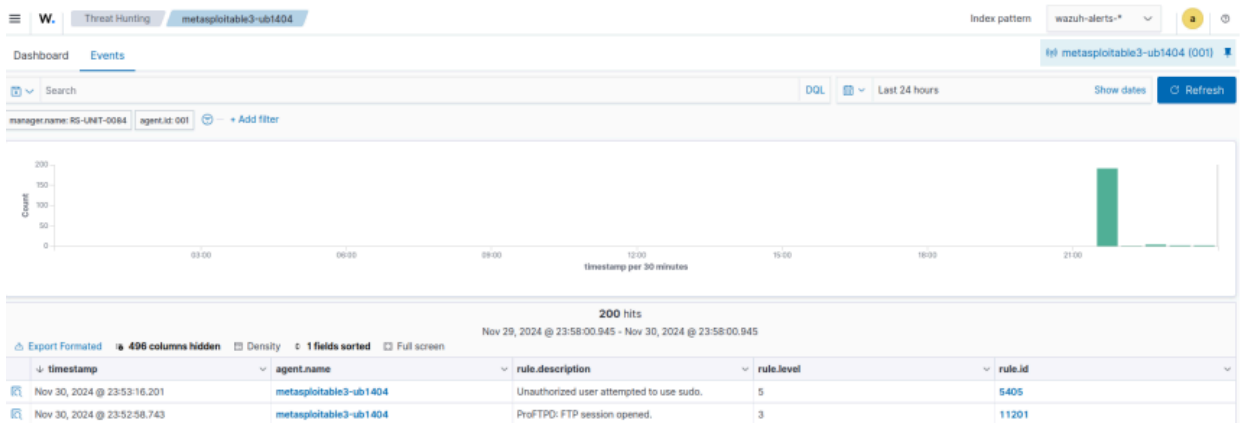 W. Threat Hunting metasploitable3-ub1404 Index pattern wazuh-alerts-* a
Dashboard Events metasploitable3-ub1404 (001)
Search DQL Last 24 hours Show dates Refresh
manager.name: RS-UNIT-0084 agent.id: 001 + Add filter
200
150
100
50
0
Count
03:00 06:00 09:00 12:00 15:00 18:00 21:00
timestamp per 30 minutes
200 hits
Nov 29, 2024 @ 23:58:00.945 - Nov 30, 2024 @ 23:58:00.945
Export Formated 496 columns hidden Density 1 fields sorted Full screen
timestamp agent.name rule.description rule.level rule.id
Nov 30, 2024 @ 23:53:16.201 metasploitable3-ub1404 Unauthorized user attempted to use sudo. 5 5405
Nov 30, 2024 @ 23:52:58.743 metasploitable3-ub1404 ProFTPD: FTP session opened. 3 11201